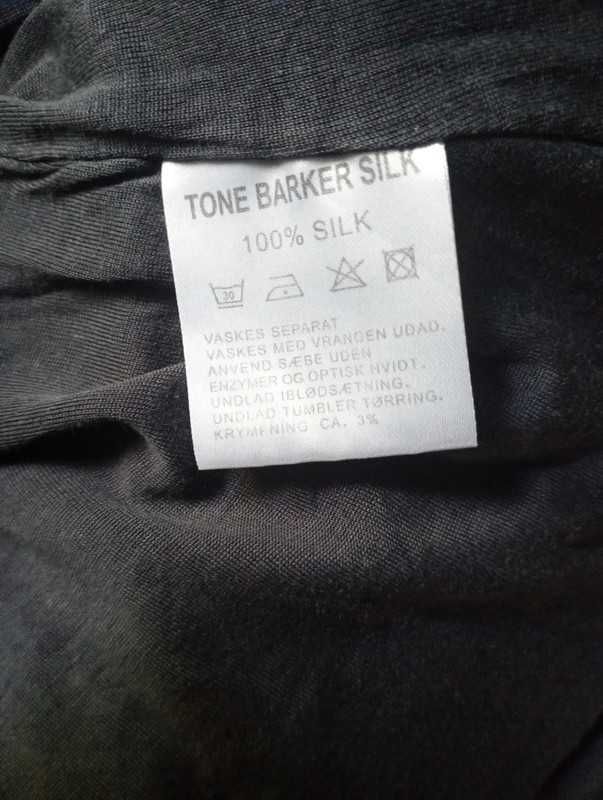 TONE BARKER SILK
100% SILK
30
VASKES SEPARAT
VASKES MED VRANGEN UDAD.
ANVEND SÆBE UDEN
ENZYMER OG OPTISK HVIDT.
UNDLAD IBLØDSÆTNING.
UNDLAD TUMBLER TØRRING.
KRYMPNING CA. 3%